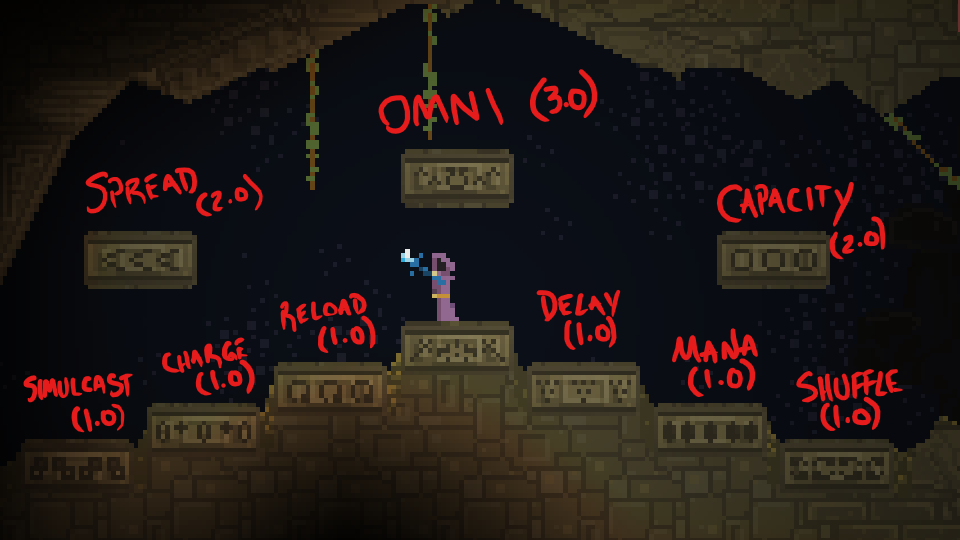 OMNI (3.0)
SPREAD
(2.0)
CAPACITY
(2.0)
RELOAD
(1.0)
DELAY
(1.0)
CHARGE
(1.0)
MANA
(1.0)
SIMULCAST
(1.0)
SHUFFLE
(1.0)